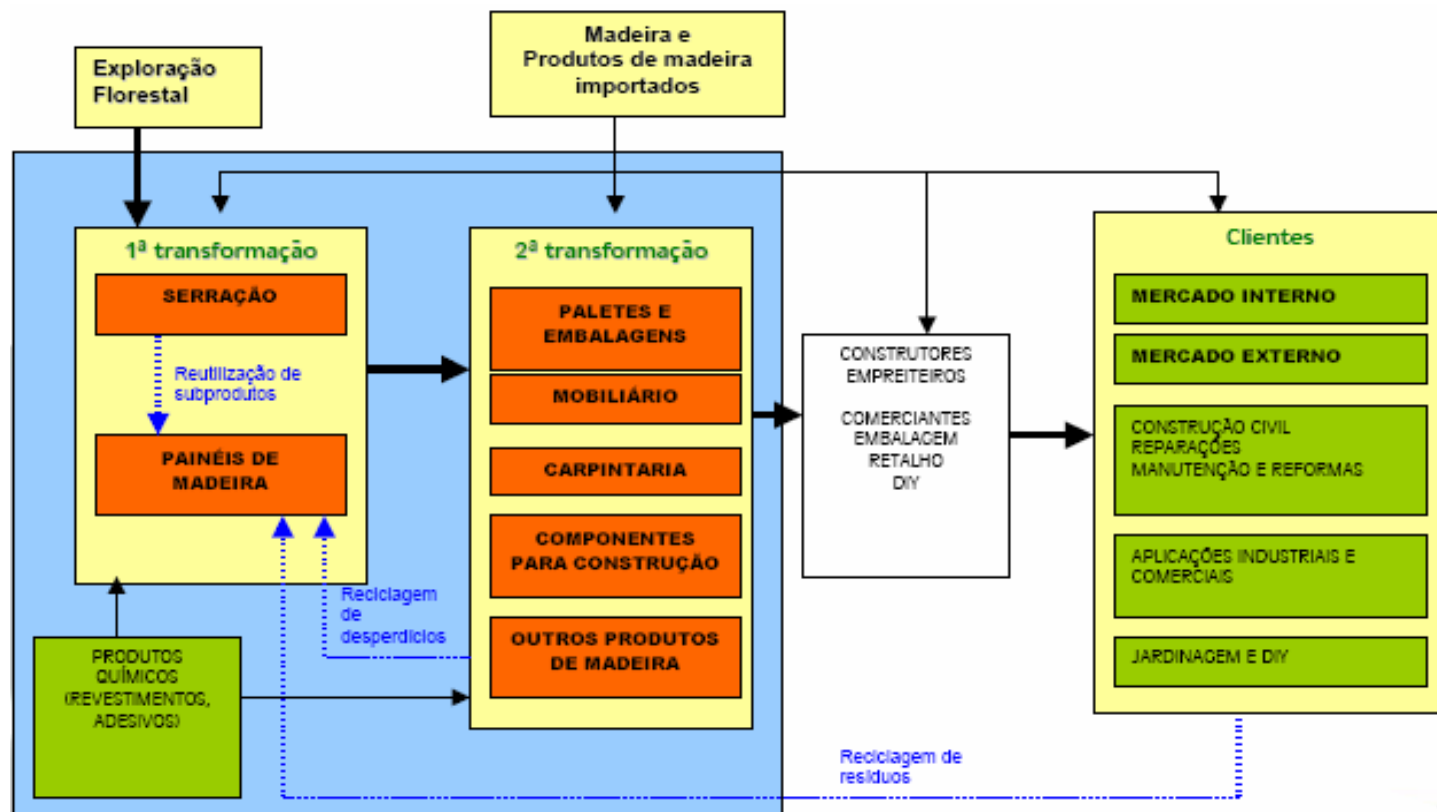 Exploração
Florestal
Madeira e
Produtos de madeira
importados
1ª transformação
SERRAÇÃO
Reutilização de
subprodutos
PAINÉIS DE
MADEIRA
2ª transformação
PALETES E
EMBALAGENS
MOBILIÁRIO
CARPINTARIA
COMPONENTES
PARA CONSTRUÇÃO
OUTROS PRODUTOS
DE MADEIRA
Reciclagem
de
desperdícios
PRODUTOS
QUÍMICOS
(REVESTIMENTOS,
ADESIVOS)
CONSTRUTORES
EMPREITEIROS
COMERCIANTES
EMBALAGEM
RETALHO
DIY
Clientes
MERCADO INTERNO
MERCADO EXTERNO
CONSTRUÇÃO CIVIL
REPARAÇÕES
MANUTENÇÃO E REFORMAS
APLICAÇÕES INDUSTRIAIS E
COMERCIAIS
JARDINAGEM E DIY
Reciclagem de
resíduos